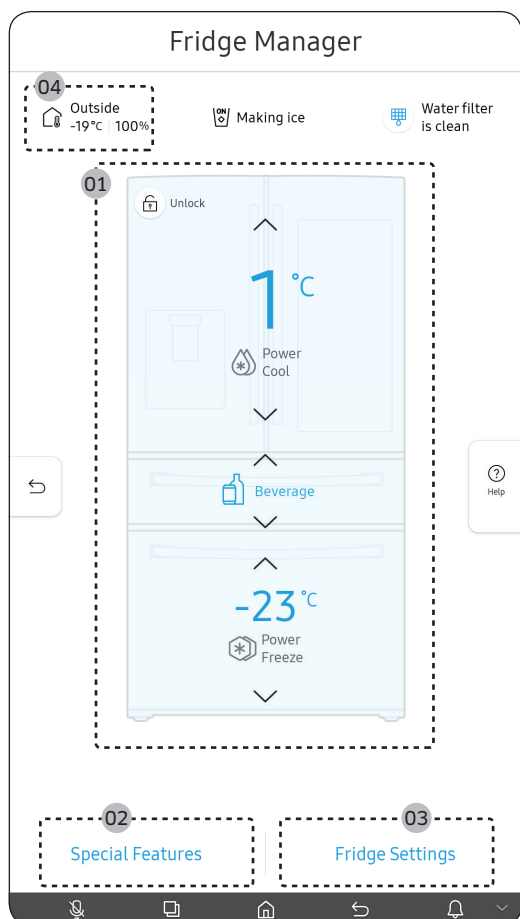 Fridge Manager
04
Outside
-19°C | 100%
ON
Making ice
Water filter
is clean
01
Unlock
1 °C
Power
Cool
Beverage
Help
-23 °C
Power
Freeze
02
Special Features
03
Fridge Settings